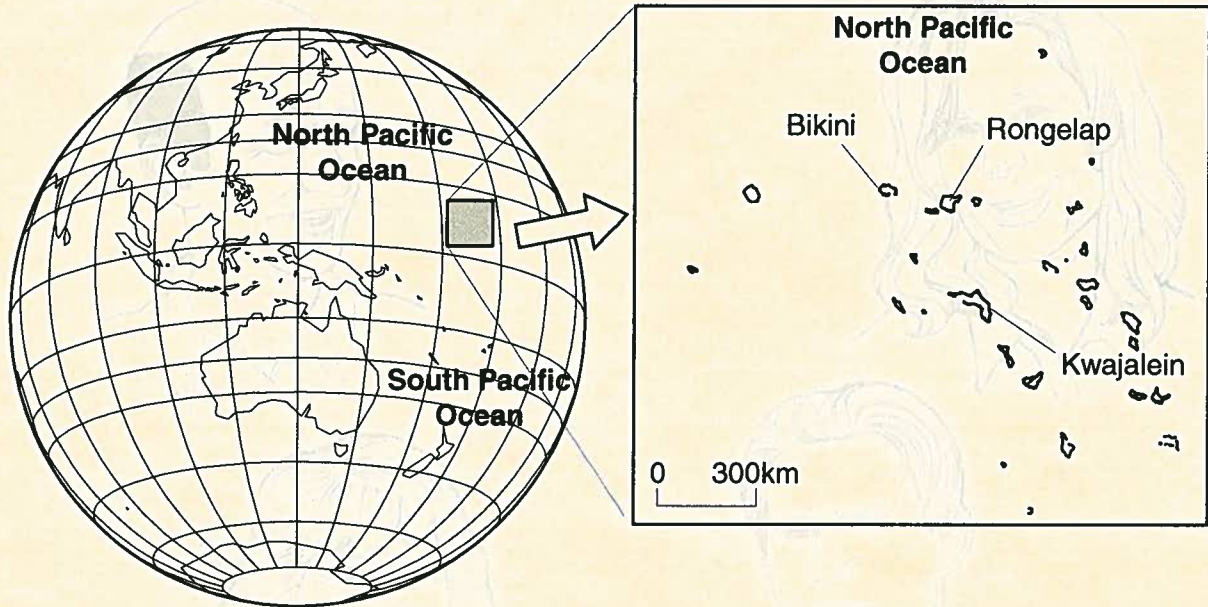 North Pacific
Ocean
South Pacific
Ocean
North Pacific
Ocean
Bikini
Rongelap
Kwajalein
0 300km